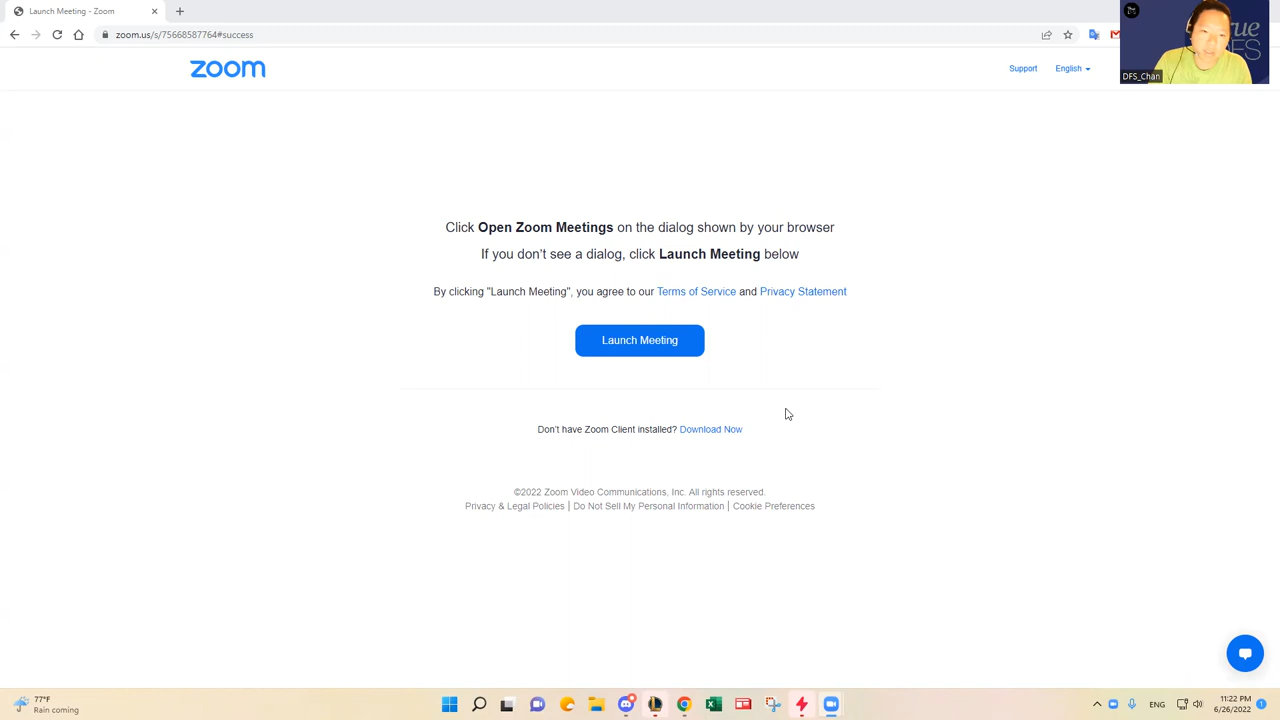 Launch Meeting - Zoom
zoom.us/s/75668587764#success
zoom
Support
English
DFS_Chan
Click Open Zoom Meetings on the dialog shown by your browser
If you don't see a dialog, click Launch Meeting below
By clicking "Launch Meeting", you agree to our Terms of Service and Privacy Statement
Launch Meeting
Don't have Zoom Client installed? Download Now
©2022 Zoom Video Communications, Inc. All rights reserved.
Privacy & Legal Policies | Do Not Sell My Personal Information | Cookie Preferences
77°F
Rain coming
ENG
11:22 PM
6/26/2022